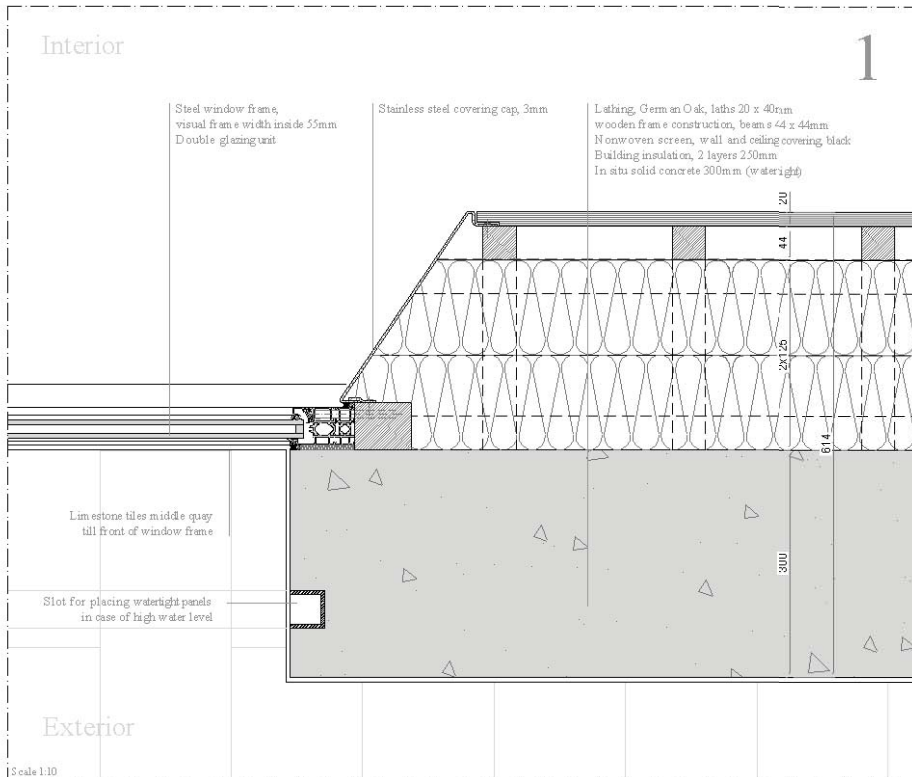 Interior
1
Steel window frame,
visual frame width inside 55mm
Double glazing unit
Stainless steel covering cap, 3mm
Lathing, German Oak, laths 20 x 40mm
wooden frame construction, beams 44 x 44mm
Nonwoven screen, wall and ceiling covering, black
Building insulation, 2 layers 250mm
In situ solid concrete 300mm (waterright)
20
44
2x125
614
300
Limestone tiles middle quay
till front of window frame
Slot for placing watertight panels
in case of high water level
Exterior
Scale 1:10